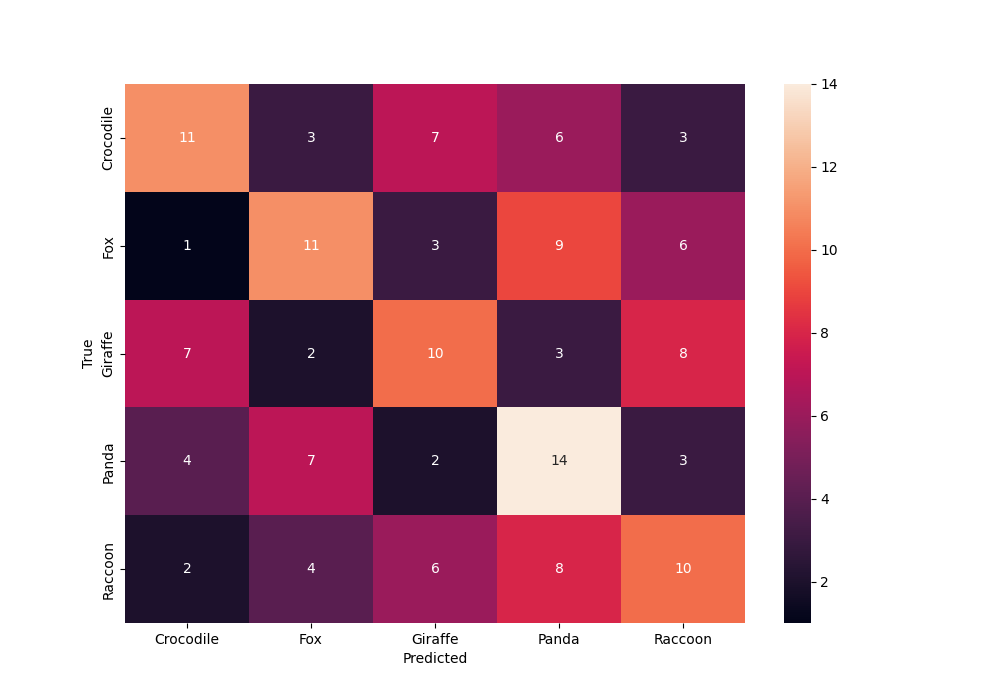 14
Crocodile 11 3 7 6 3
12
Fox 1 11 3 9 6
10
True
Giraffe 7 2 10 3 8
8
6
Panda 4 7 2 14 3
4
Raccoon 2 4 6 8 10
2
Crocodile Fox Giraffe Panda Raccoon
Predicted